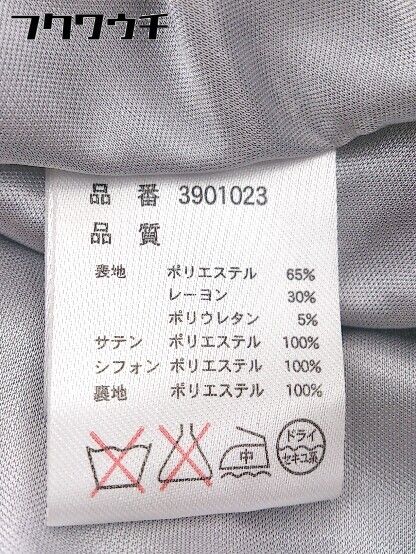 フクワウチ
品 番 3901023
品 質
表地 ポリエステル 65%
レーヨン 30%
ポリウレタン 5%
サテン ポリエステル 100%
シフォン ポリエステル 100%
裏地 ポリエステル 100%
中
ドライ
セキユ系